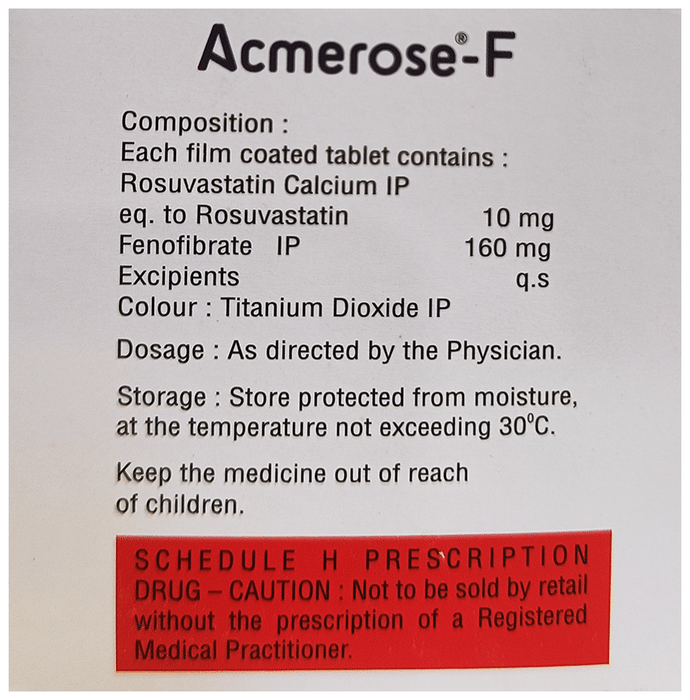 Acmerose®-F
Composition :
Each film coated tablet contains :
Rosuvastatin Calcium IP
eq. to Rosuvastatin 10 mg
Fenofibrate IP 160 mg
Excipients q.s
Colour : Titanium Dioxide IP
Dosage : As directed by the Physician.
Storage : Store protected from moisture,
at the temperature not exceeding 30⁰C.
Keep the medicine out of reach
of children.
SCHEDULE H PRESCRIPTION
DRUG – CAUTION : Not to be sold by retail
without the prescription of a Registered
Medical Practitioner.